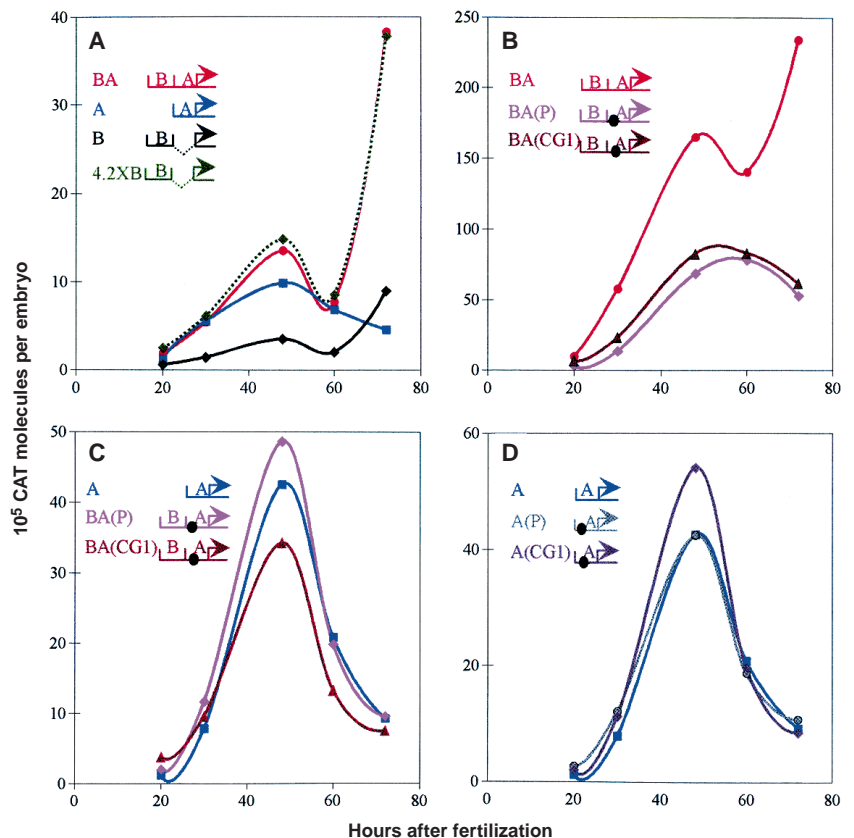 10⁵ CAT molecules per embryo
A
40
30
20
10
0
0 20 40 60 80
BA B A
A A
B B
4.2XB B
B
250
200
150
100
50
0
0 20 40 60 80
BA B A
BA(P) B A
BA(CG1) B A
C
50
40
30
20
10
0
0 20 40 60 80
A A
BA(P) B A
BA(CG1) B A
D
60
40
20
0
0 20 40 60 80
A A
A(P) A
A(CG1) A
Hours after fertilization